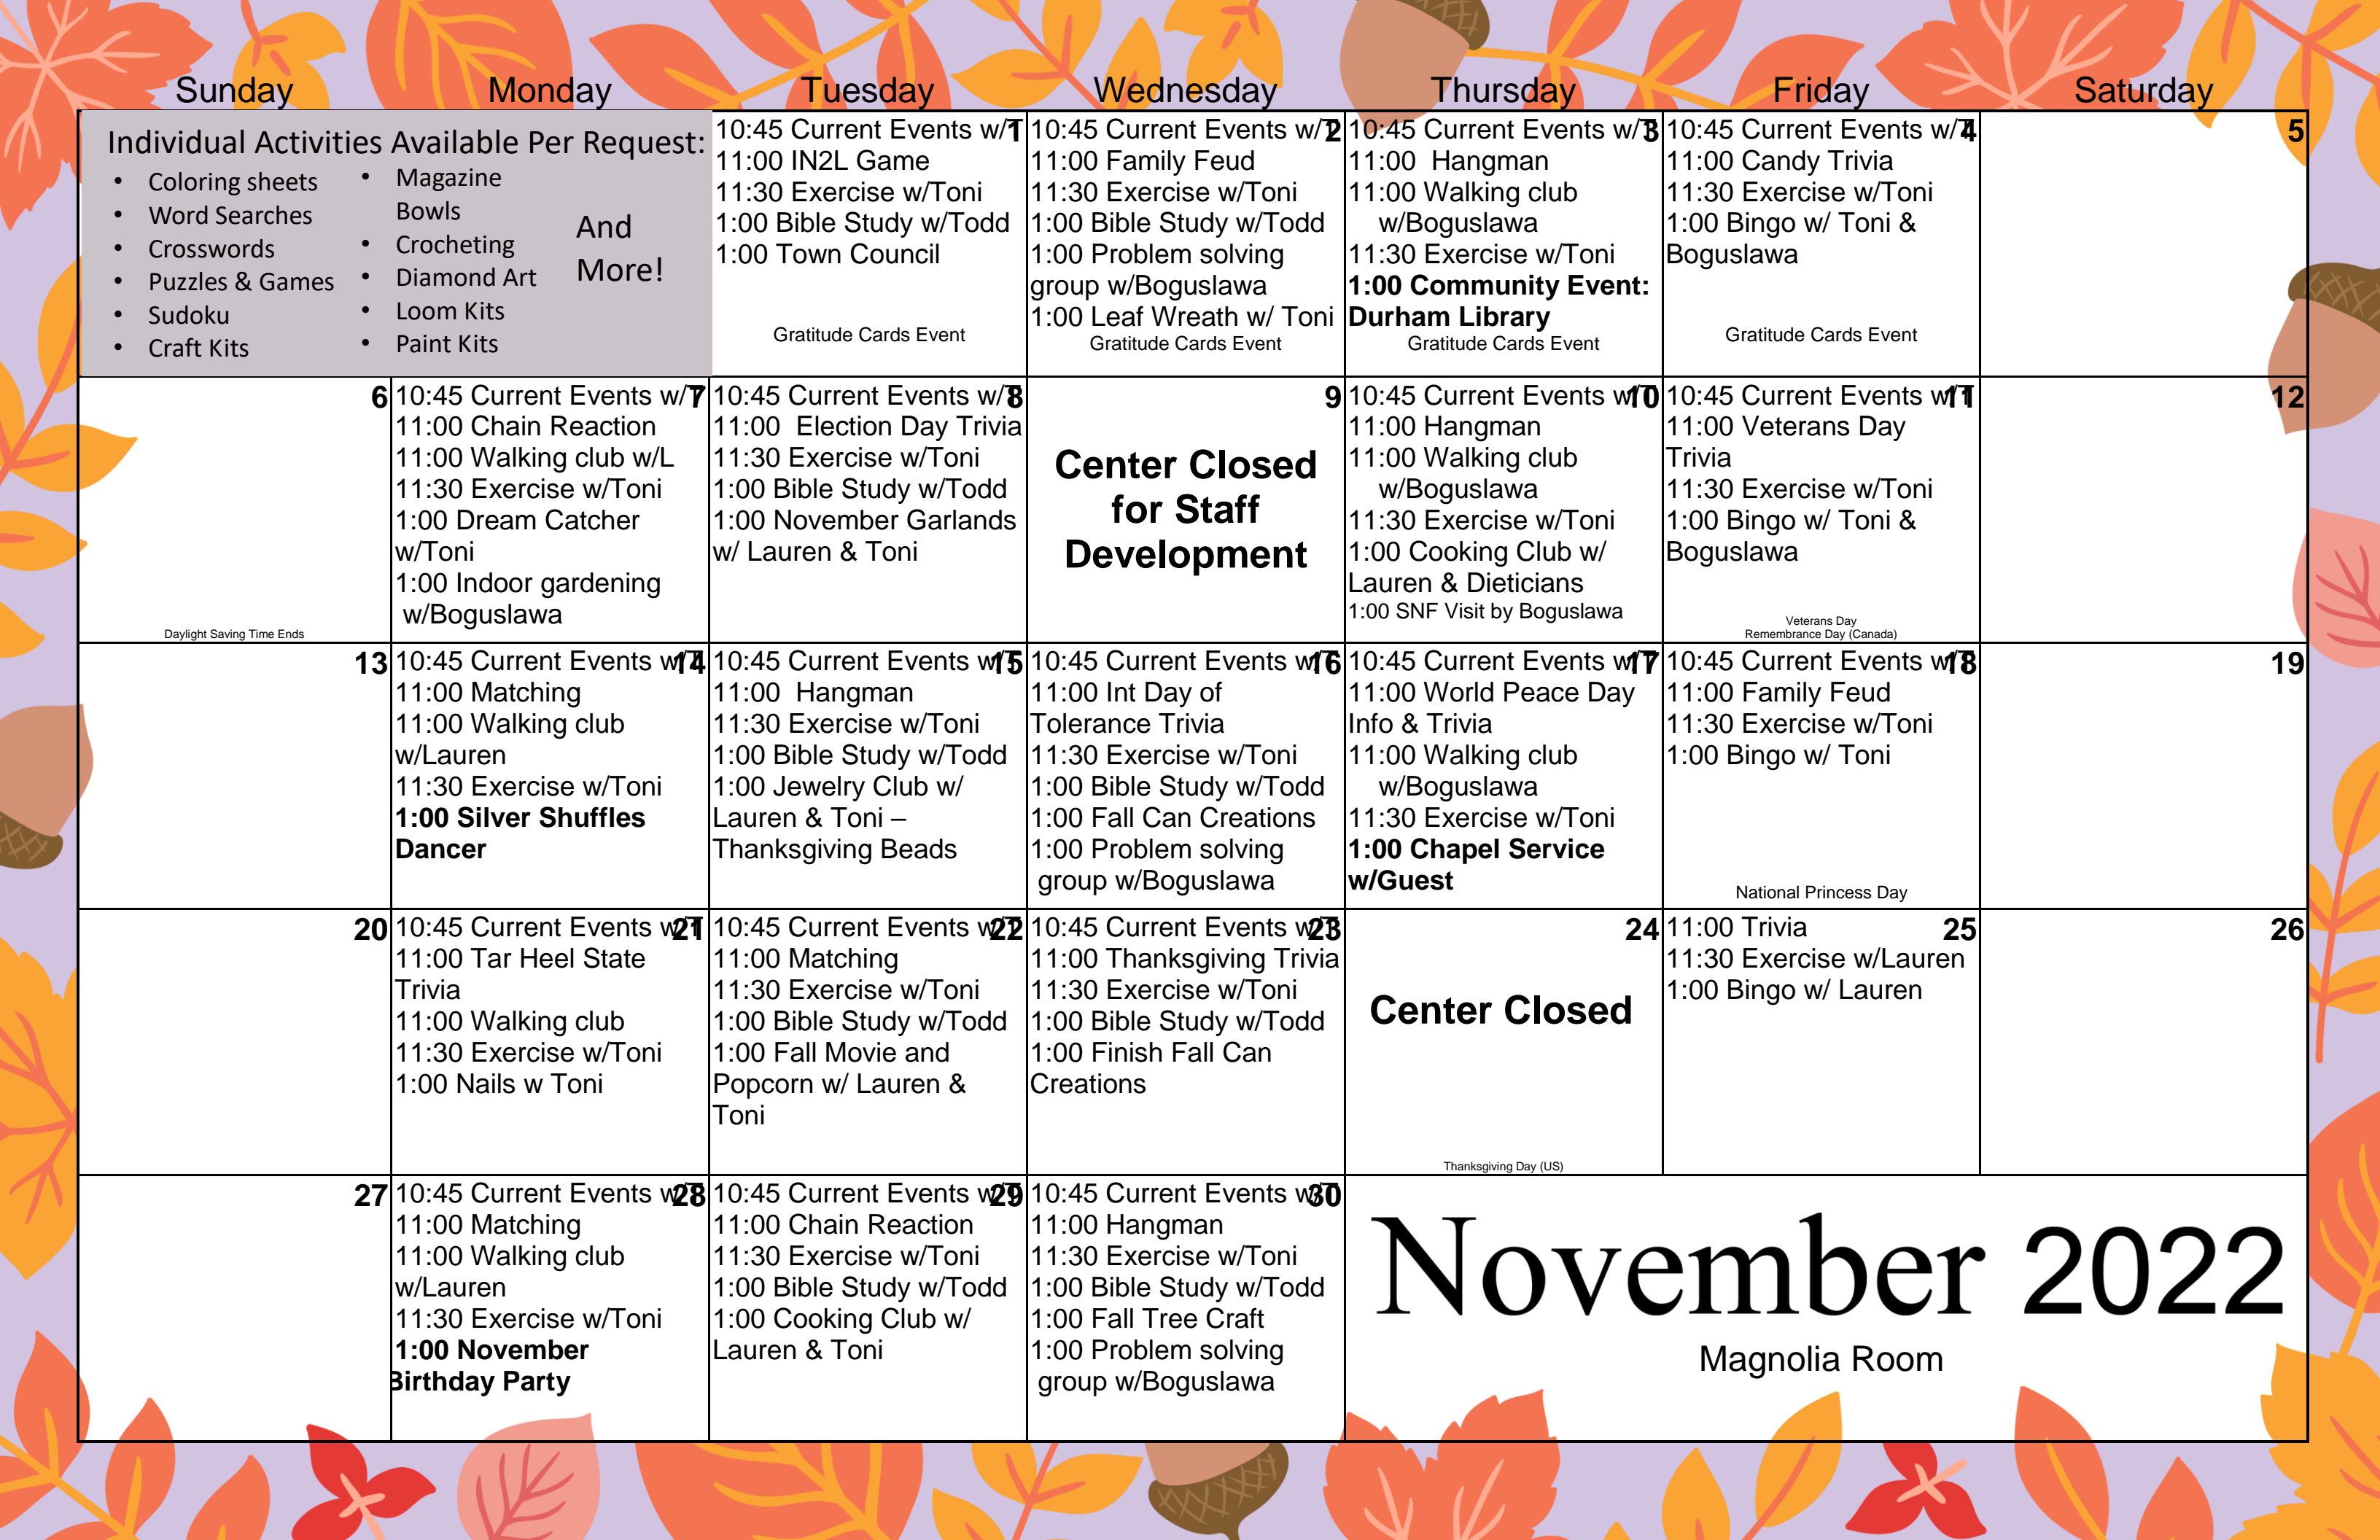 Sunday Monday Tuesday Wednesday Thursday Friday Saturday
Individual Activities Available Per Request:
• Coloring sheets
• Word Searches
• Crosswords
• Puzzles & Games
• Sudoku
• Craft Kits
• Magazine
Bowls
• Crocheting
• Diamond Art
• Loom Kits
• Paint Kits
And
More!
1
10:45 Current Events w/T
11:00 IN2L Game
11:30 Exercise w/Toni
1:00 Bible Study w/Todd
1:00 Town Council
Gratitude Cards Event
2
10:45 Current Events w/T
11:00 Family Feud
11:30 Exercise w/Toni
1:00 Bible Study w/Todd
1:00 Problem solving
group w/Boguslawa
1:00 Leaf Wreath w/ Toni
Gratitude Cards Event
3
10:45 Current Events w/T
11:00 Hangman
11:00 Walking club
w/Boguslawa
11:30 Exercise w/Toni
1:00 Community Event:
Durham Library
Gratitude Cards Event
4
10:45 Current Events w/T
11:00 Candy Trivia
11:30 Exercise w/Toni
1:00 Bingo w/ Toni &
Boguslawa
Gratitude Cards Event
5
6
Daylight Saving Time Ends
7
10:45 Current Events w/T
11:00 Chain Reaction
11:00 Walking club w/L
11:30 Exercise w/Toni
1:00 Dream Catcher
w/Toni
1:00 Indoor gardening
w/Boguslawa
8
10:45 Current Events w/T
11:00 Election Day Trivia
11:30 Exercise w/Toni
1:00 Bible Study w/Todd
1:00 November Garlands
w/ Lauren & Toni
9
Center Closed
for Staff
Development
10
10:45 Current Events w/T
11:00 Hangman
11:00 Walking club
w/Boguslawa
11:30 Exercise w/Toni
1:00 Cooking Club w/
Lauren & Dieticians
1:00 SNF Visit by Boguslawa
11
10:45 Current Events w/T
11:00 Veterans Day
Trivia
11:30 Exercise w/Toni
1:00 Bingo w/ Toni &
Boguslawa
Veterans Day
Remembrance Day (Canada)
12
13
14
10:45 Current Events w/T
11:00 Matching
11:00 Walking club
w/Lauren
11:30 Exercise w/Toni
1:00 Silver Shuffles
Dancer
15
10:45 Current Events w/T
11:00 Hangman
11:30 Exercise w/Toni
1:00 Bible Study w/Todd
1:00 Jewelry Club w/
Lauren & Toni –
Thanksgiving Beads
16
10:45 Current Events w/T
11:00 Int Day of
Tolerance Trivia
11:30 Exercise w/Toni
1:00 Bible Study w/Todd
1:00 Fall Can Creations
1:00 Problem solving
group w/Boguslawa
17
10:45 Current Events w/T
11:00 World Peace Day
Info & Trivia
11:00 Walking club
w/Boguslawa
11:30 Exercise w/Toni
1:00 Chapel Service
w/Guest
18
10:45 Current Events w/T
11:00 Family Feud
11:30 Exercise w/Toni
1:00 Bingo w/ Toni
National Princess Day
19
20
21
10:45 Current Events w/T
11:00 Tar Heel State
Trivia
11:00 Walking club
11:30 Exercise w/Toni
1:00 Nails w Toni
22
10:45 Current Events w/T
11:00 Matching
11:30 Exercise w/Toni
1:00 Bible Study w/Todd
1:00 Fall Movie and
Popcorn w/ Lauren &
Toni
23
10:45 Current Events w/T
11:00 Thanksgiving Trivia
11:30 Exercise w/Toni
1:00 Bible Study w/Todd
1:00 Finish Fall Can
Creations
24
Center Closed
Thanksgiving Day (US)
25
11:00 Trivia
11:30 Exercise w/Lauren
1:00 Bingo w/ Lauren
26
27
28
10:45 Current Events w/T
11:00 Matching
11:00 Walking club
w/Lauren
11:30 Exercise w/Toni
1:00 November
Birthday Party
29
10:45 Current Events w/T
11:00 Chain Reaction
11:30 Exercise w/Toni
1:00 Bible Study w/Todd
1:00 Cooking Club w/
Lauren & Toni
30
10:45 Current Events w/T
11:00 Hangman
11:30 Exercise w/Toni
1:00 Bible Study w/Todd
1:00 Fall Tree Craft
1:00 Problem solving
group w/Boguslawa
November 2022
Magnolia Room